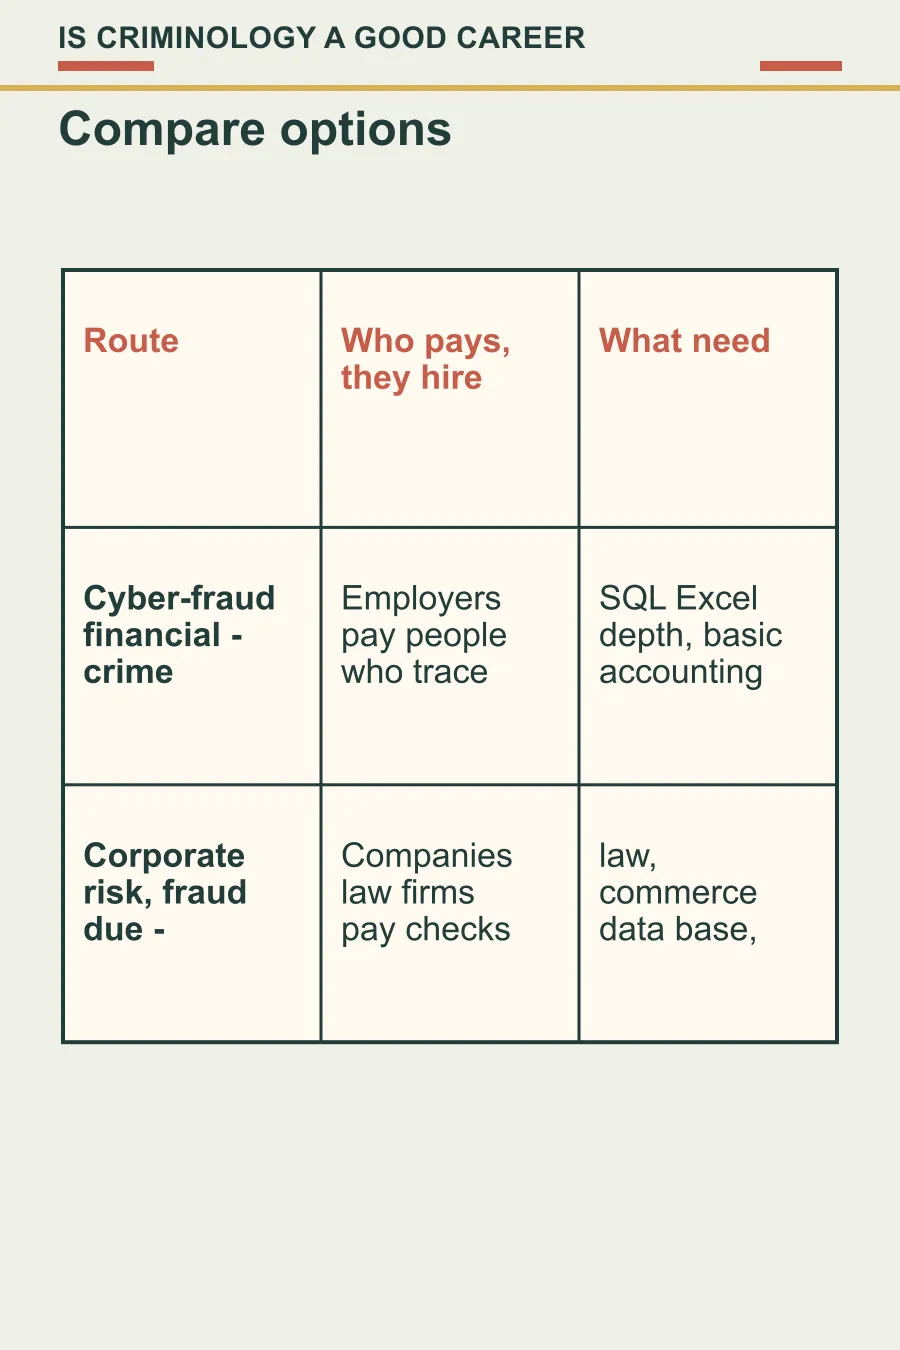 IS CRIMINOLOGY A GOOD CAREER
Compare options
Route
Who pays,
they hire
What need
Cyber-fraud
financial -
crime
Employers
pay people
who trace
SQL Excel
depth, basic
accounting
Corporate
risk, fraud
due -
Companies
law firms
pay checks
law,
commerce
data base,